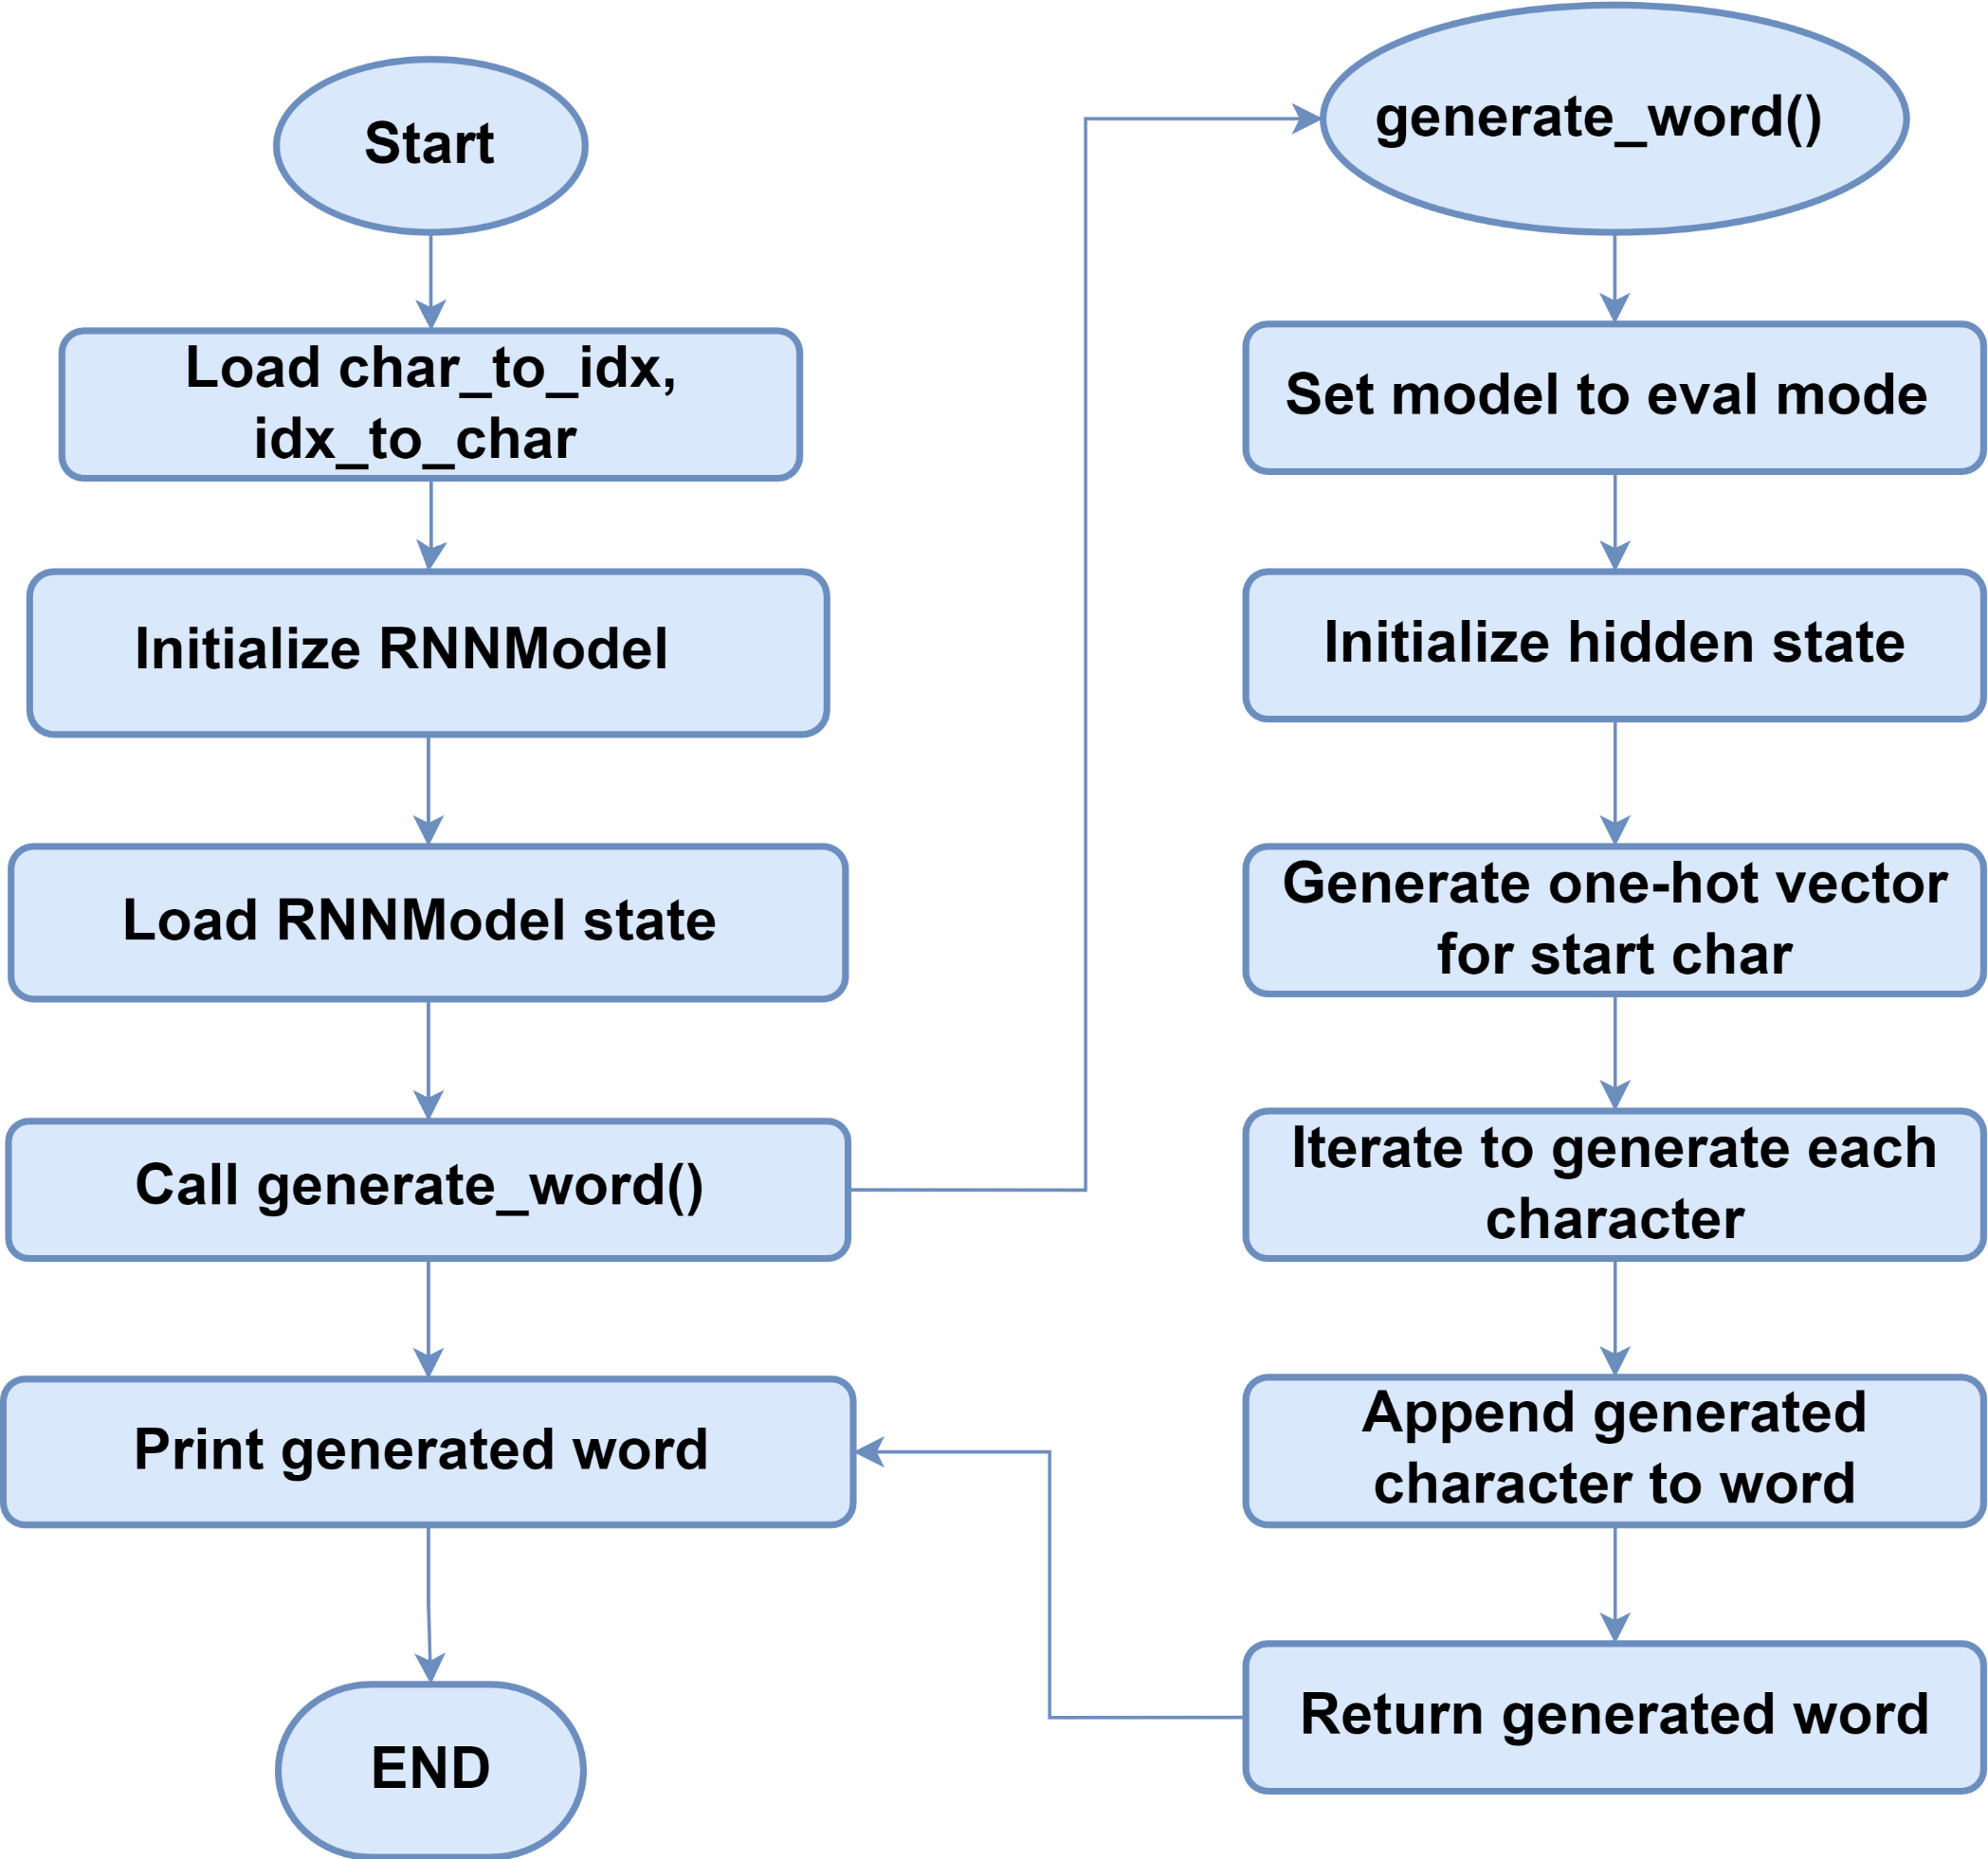 Start
Load char_to_idx,
idx_to_char
Initialize RNNModel
Load RNNModel state
Call generate_word()
Print generated word
END
generate_word()
Set model to eval mode
Initialize hidden state
Generate one-hot vector
for start char
Iterate to generate each
character
Append generated
character to word
Return generated word